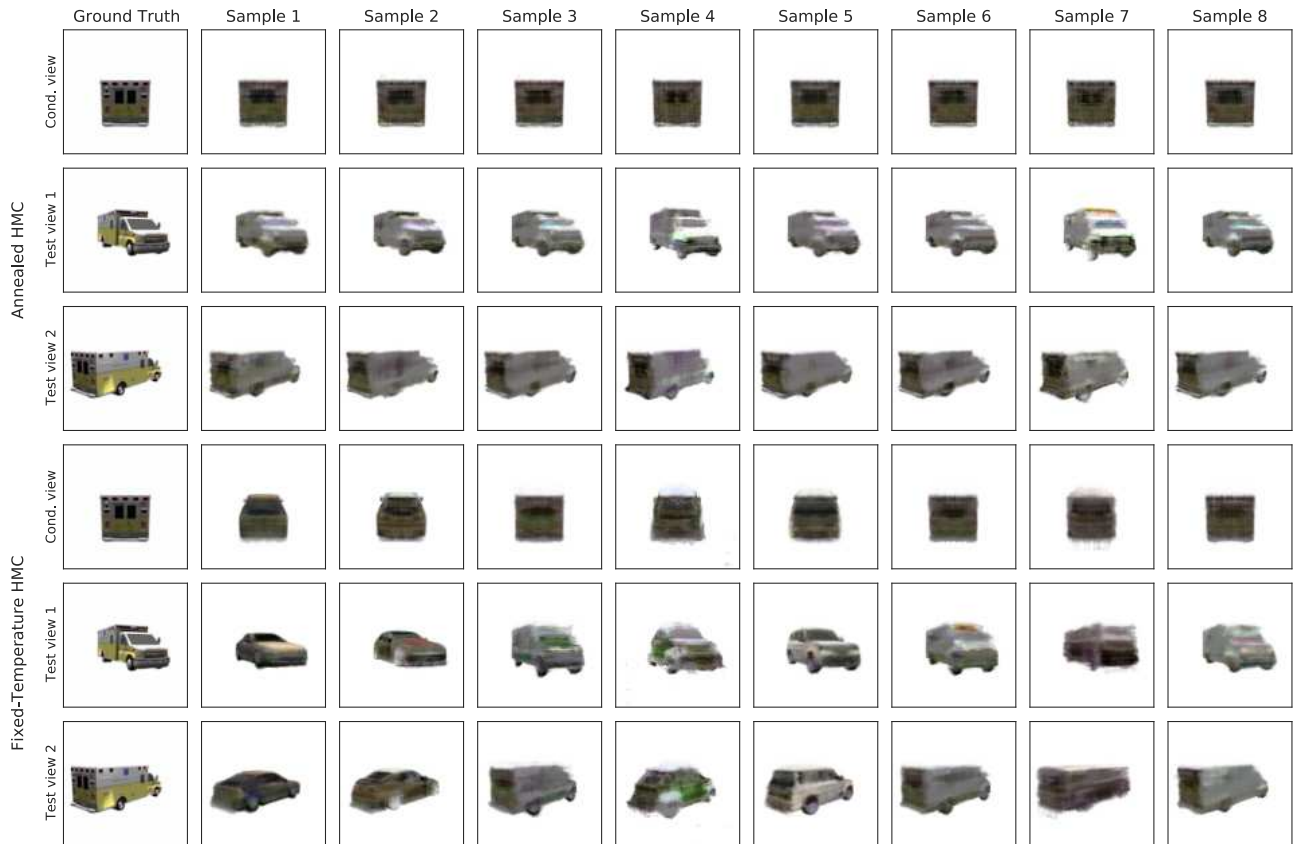 Ground Truth Sample 1 Sample 2 Sample 3 Sample 4 Sample 5 Sample 6 Sample 7 Sample 8
Annealed HMC
Cond. view
Test view 1
Test view 2
Fixed-Temperature HMC
Cond. view
Test view 1
Test view 2